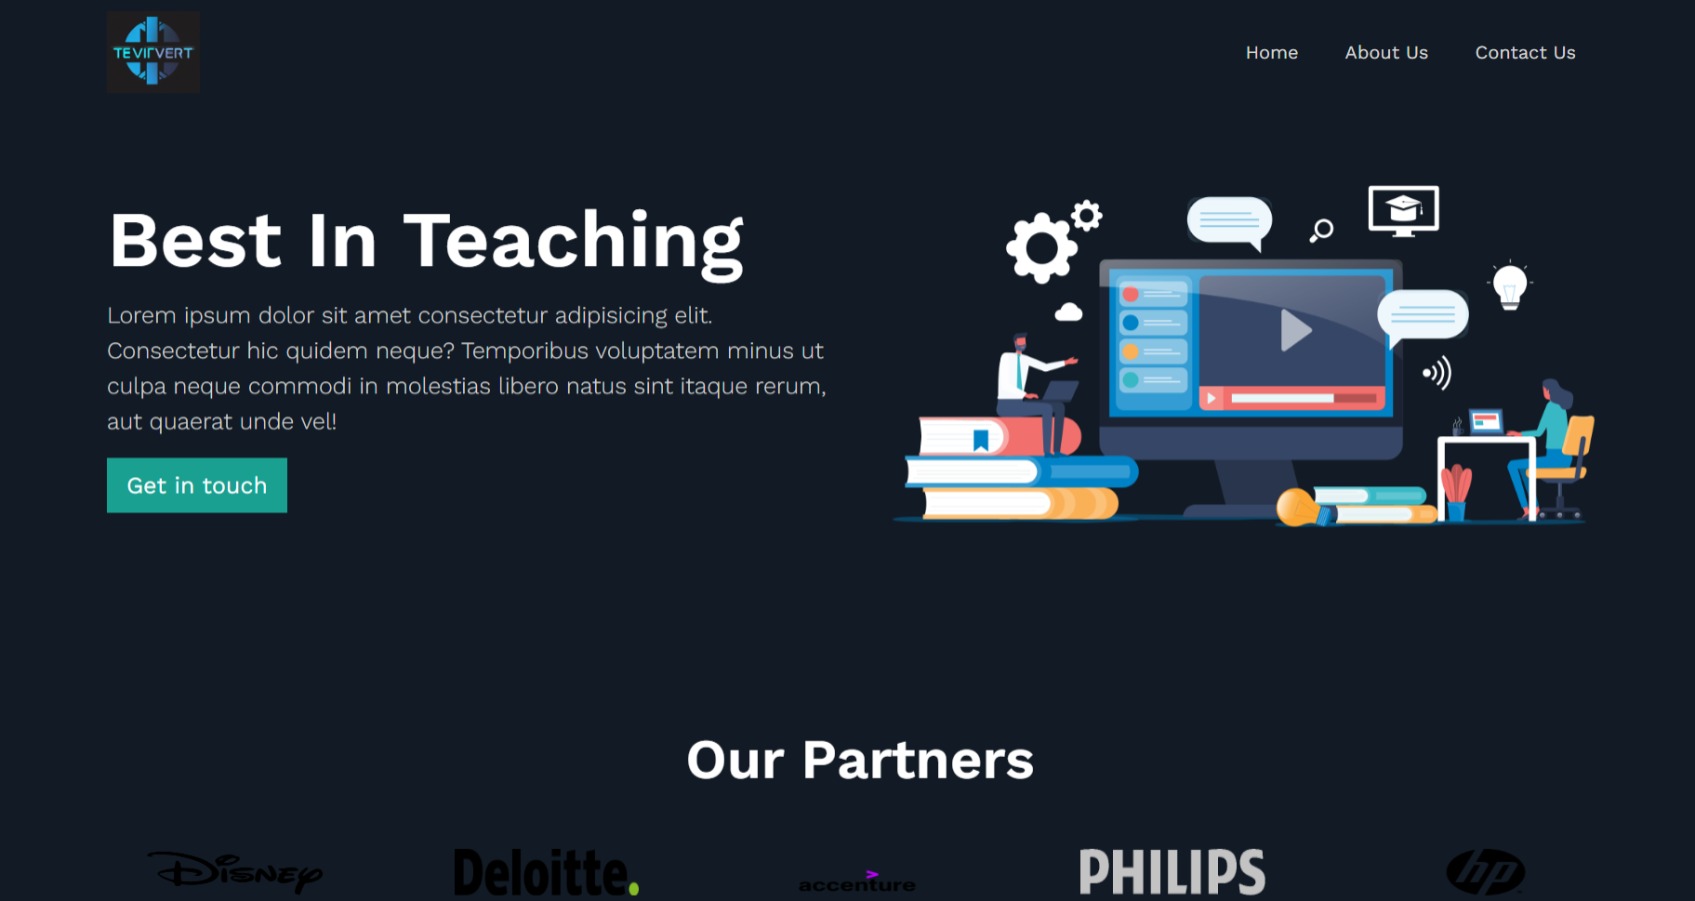 TEVIRVERT
Home
About Us
Contact Us
Best In Teaching
Lorem ipsum dolor sit amet consectetur adipisicing elit.
Consectetur hic quidem neque? Temporibus voluptatem minus ut
culpa neque commodi in molestias libero natus sint itaque rerum,
aut quaerat unde vel!
Get in touch
Our Partners
Disney
Deloitte.
accenture
PHILIPS
hp